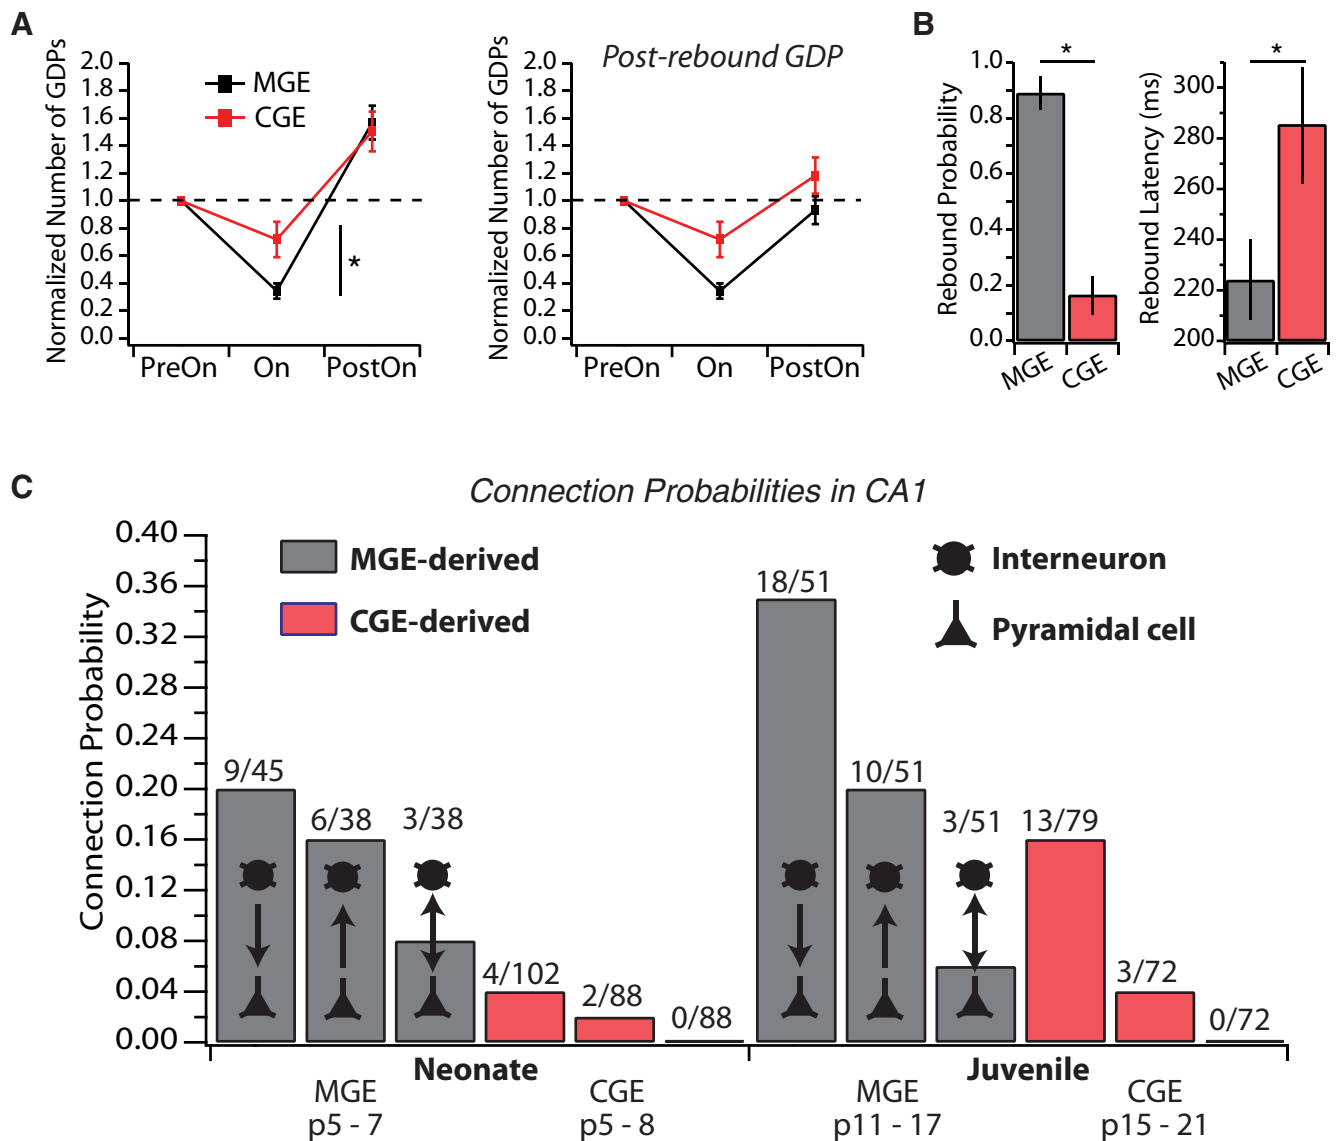 A
Normalized Number of GDPs
2.0
1.8
1.6
1.4
1.2
1.0
0.8
0.6
0.4
0.2
0.0
MGE
CGE
*
PreOn On PostOn
Post-rebound GDP
Normalized Number of GDPs
2.0
1.8
1.6
1.4
1.2
1.0
0.8
0.6
0.4
0.2
0.0
PreOn On PostOn
B
Rebound Probability
1.0
0.8
0.6
0.4
0.2
0.0
*
MGE CGE
Rebound Latency (ms)
300
280
260
240
220
200
*
MGE CGE
C
Connection Probabilities in CA1
Connection Probability
0.40
0.36
0.32
0.28
0.24
0.20
0.16
0.12
0.08
0.04
0.00
MGE-derived
CGE-derived
Interneuron
Pyramidal cell
9/45
6/38
3/38
4/102
2/88
0/88
18/51
10/51
3/51
13/79
3/72
0/72
Neonate
MGE
p5 - 7
CGE
p5 - 8
Juvenile
MGE
p11 - 17
CGE
p15 - 21